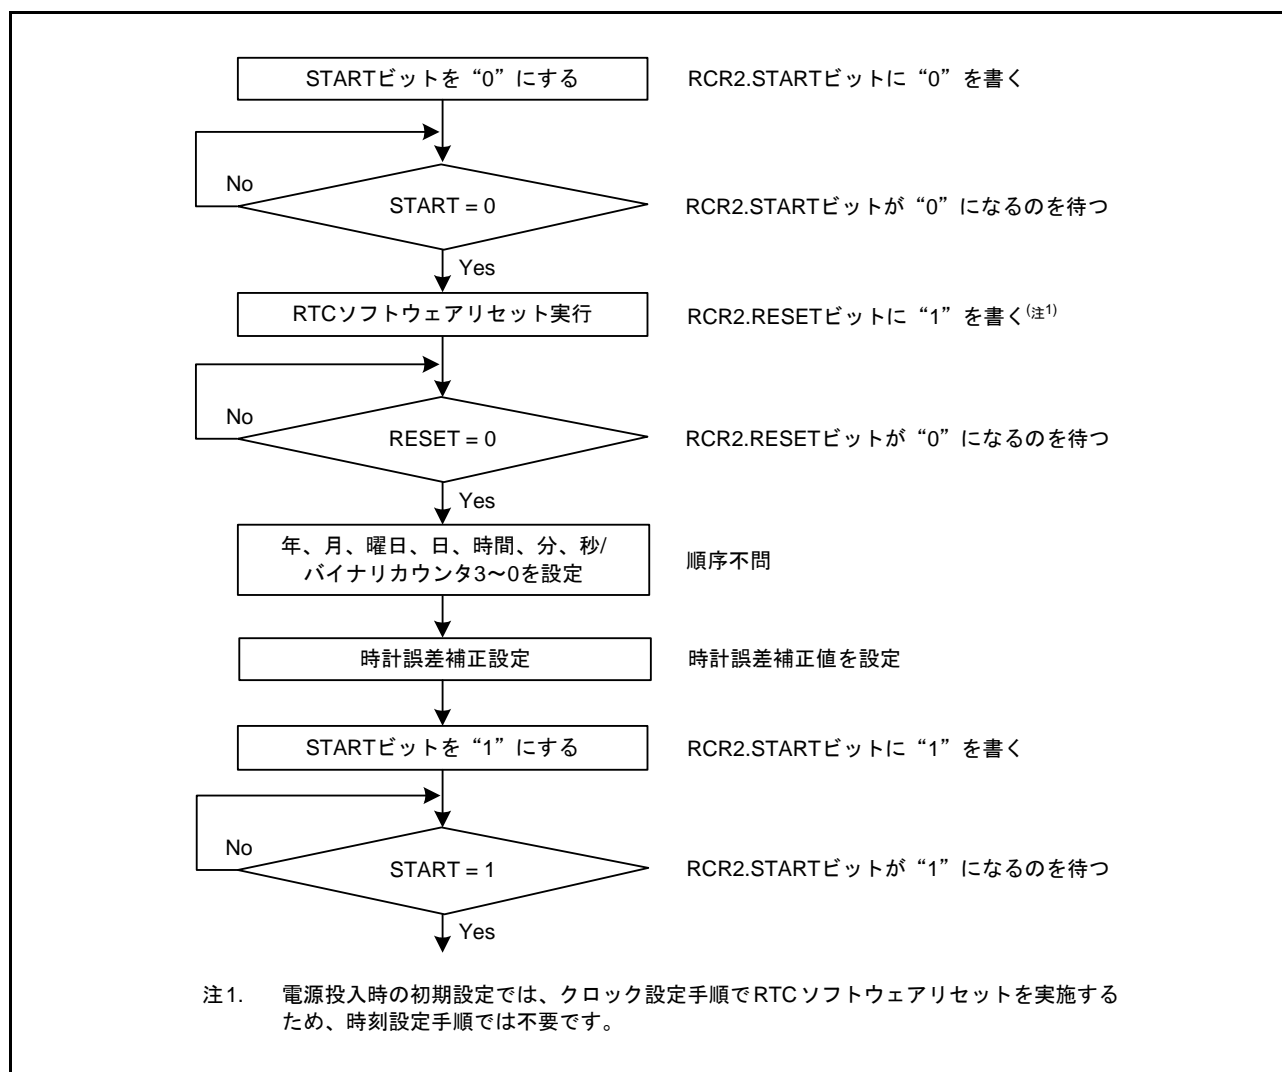 STARTビットを“0”にする
RCR2.STARTビットに“0”を書く
No
START = 0
RCR2.STARTビットが“0”になるのを待つ
Yes
RTCソフトウェアリセット実行
RCR2.RESETビットに“1”を書く(注1)
No
RESET = 0
RCR2.RESETビットが“0”になるのを待つ
Yes
年、月、曜日、日、時間、分、秒/
バイナリカウンタ3〜0を設定
順序不問
時計誤差補正設定
時計誤差補正値を設定
STARTビットを“1”にする
RCR2.STARTビットに“1”を書く
No
START = 1
RCR2.STARTビットが“1”になるのを待つ
Yes
注1. 電源投入時の初期設定では、クロック設定手順でRTCソフトウェアリセットを実施する
ため、時刻設定手順では不要です。